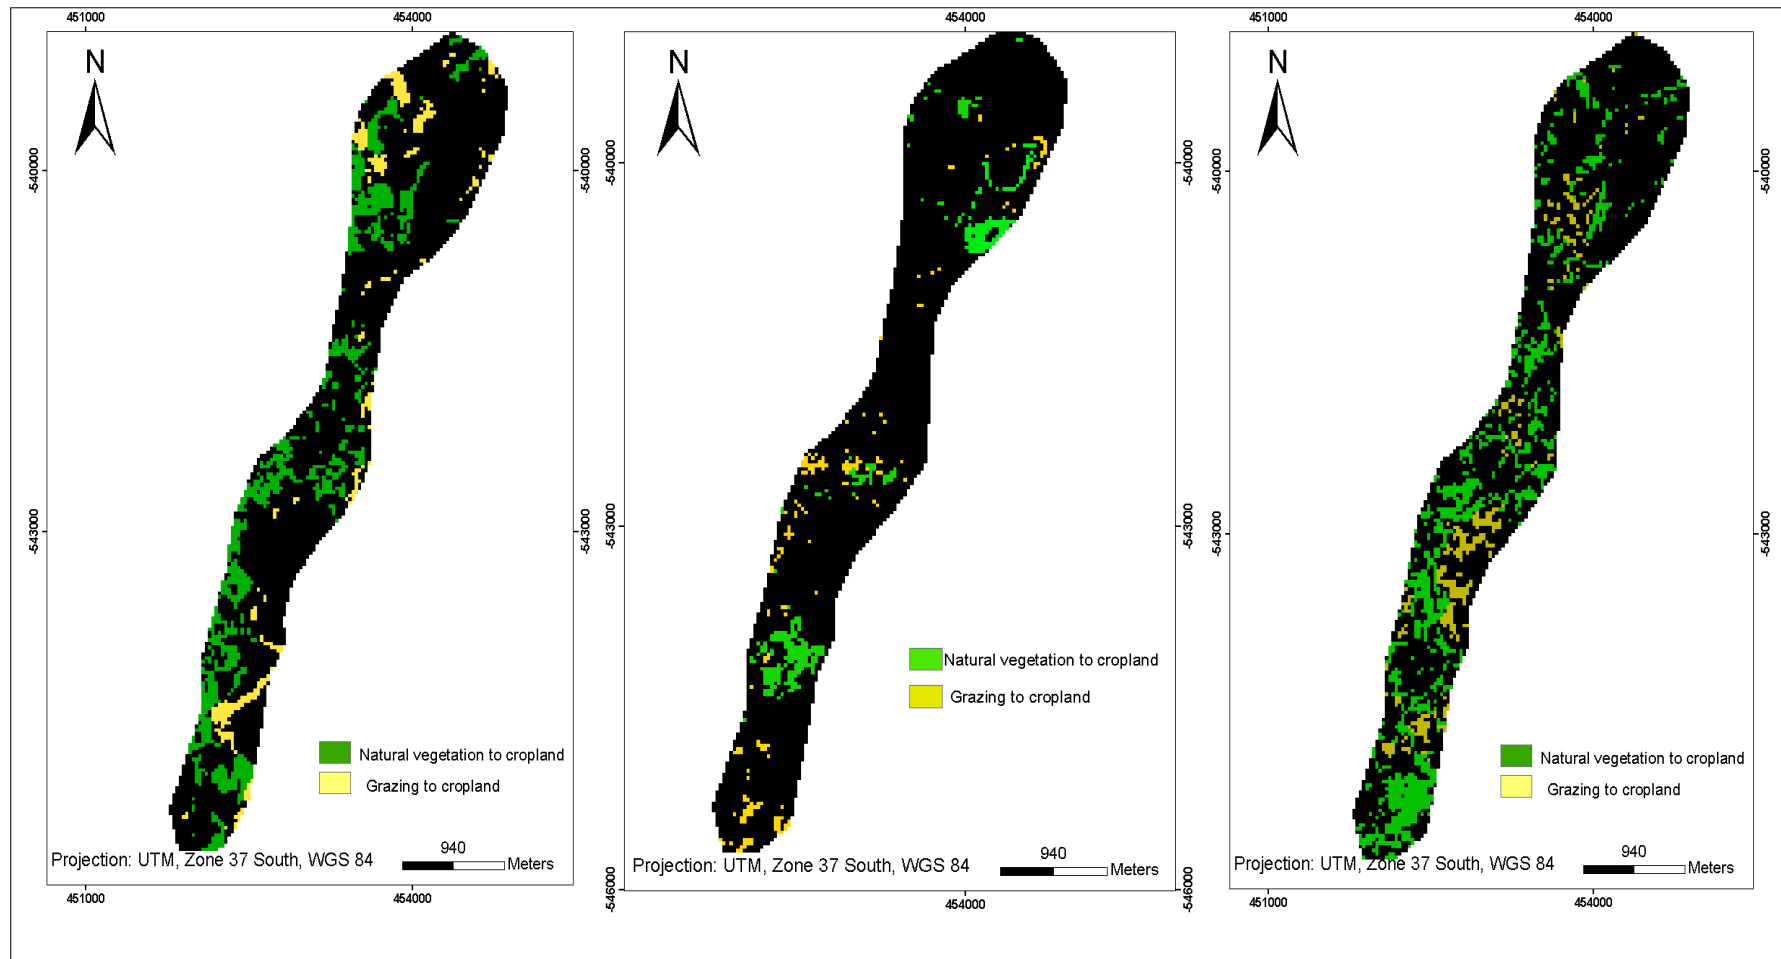 451000 454000 454000 451000 454000
N N N
-540000 -540000 -540000 -540000 -540000 -540000
-543000 -543000 -543000 -543000 -543000 -543000
Natural vegetation to cropland
Grazing to cropland
940
Projection: UTM, Zone 37 South, WGS 84 Meters
451000 454000
Natural vegetation to cropland
Grazing to cropland
940
Projection: UTM, Zone 37 South, WGS 84 Meters
-546000 -546000
454000
Natural vegetation to cropland
Grazing to cropland
940
Projection: UTM, Zone 37 South, WGS 84 Meters
451000 454000